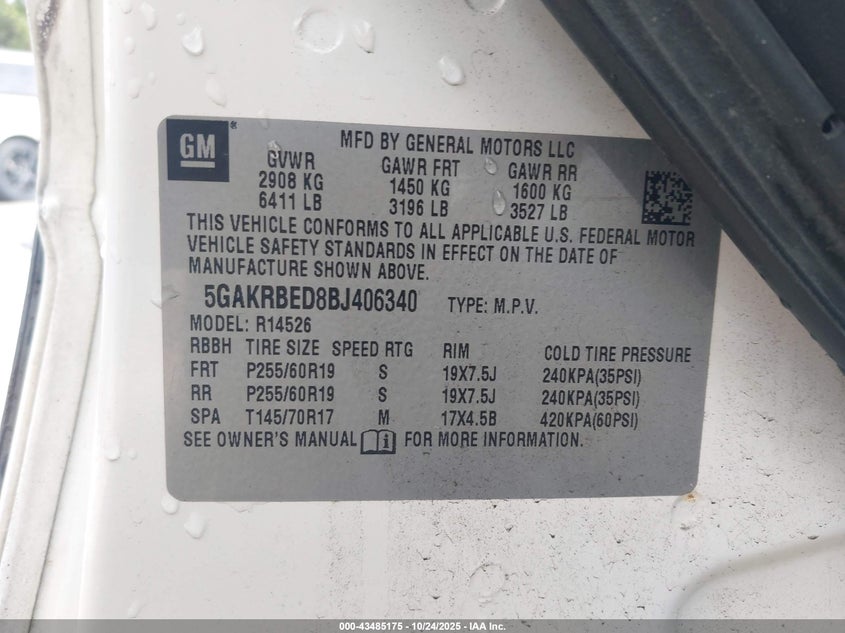 GM
MFD BY GENERAL MOTORS LLC
GVWR GAWR FRT GAWR RR
2908 KG 1450 KG 1600 KG
6411 LB 3196 LB 3527 LB
THIS VEHICLE CONFORMS TO ALL APPLICABLE U.S. FEDERAL MOTOR
VEHICLE SAFETY STANDARDS IN EFFECT ON THE DATE OF
MANUFACTURE SHOWN ABOVE.
5GAKRBED8BJ406340 TYPE: M.P.V.
MODEL: R14526
RBBH TIRE SIZE SPEED RTG RIM COLD TIRE PRESSURE
FRT P255/60R19 S 19X7.5J 240KPA(35PSI)
RR P255/60R19 S 19X7.5J 240KPA(35PSI)
SPA T145/70R17 M 17X4.5B 420KPA(60PSI)
SEE OWNER'S MANUAL FOR MORE INFORMATION.
000-43485175 - 10/24/2025 - IAA Inc.